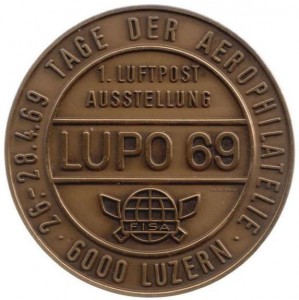 26.-28.4.69 TAGE DER AEROPHILATELIE · 6000 LUZERN ·
1. LUFTPOST
AUSSTELLUNG
LUPO 69
FISA